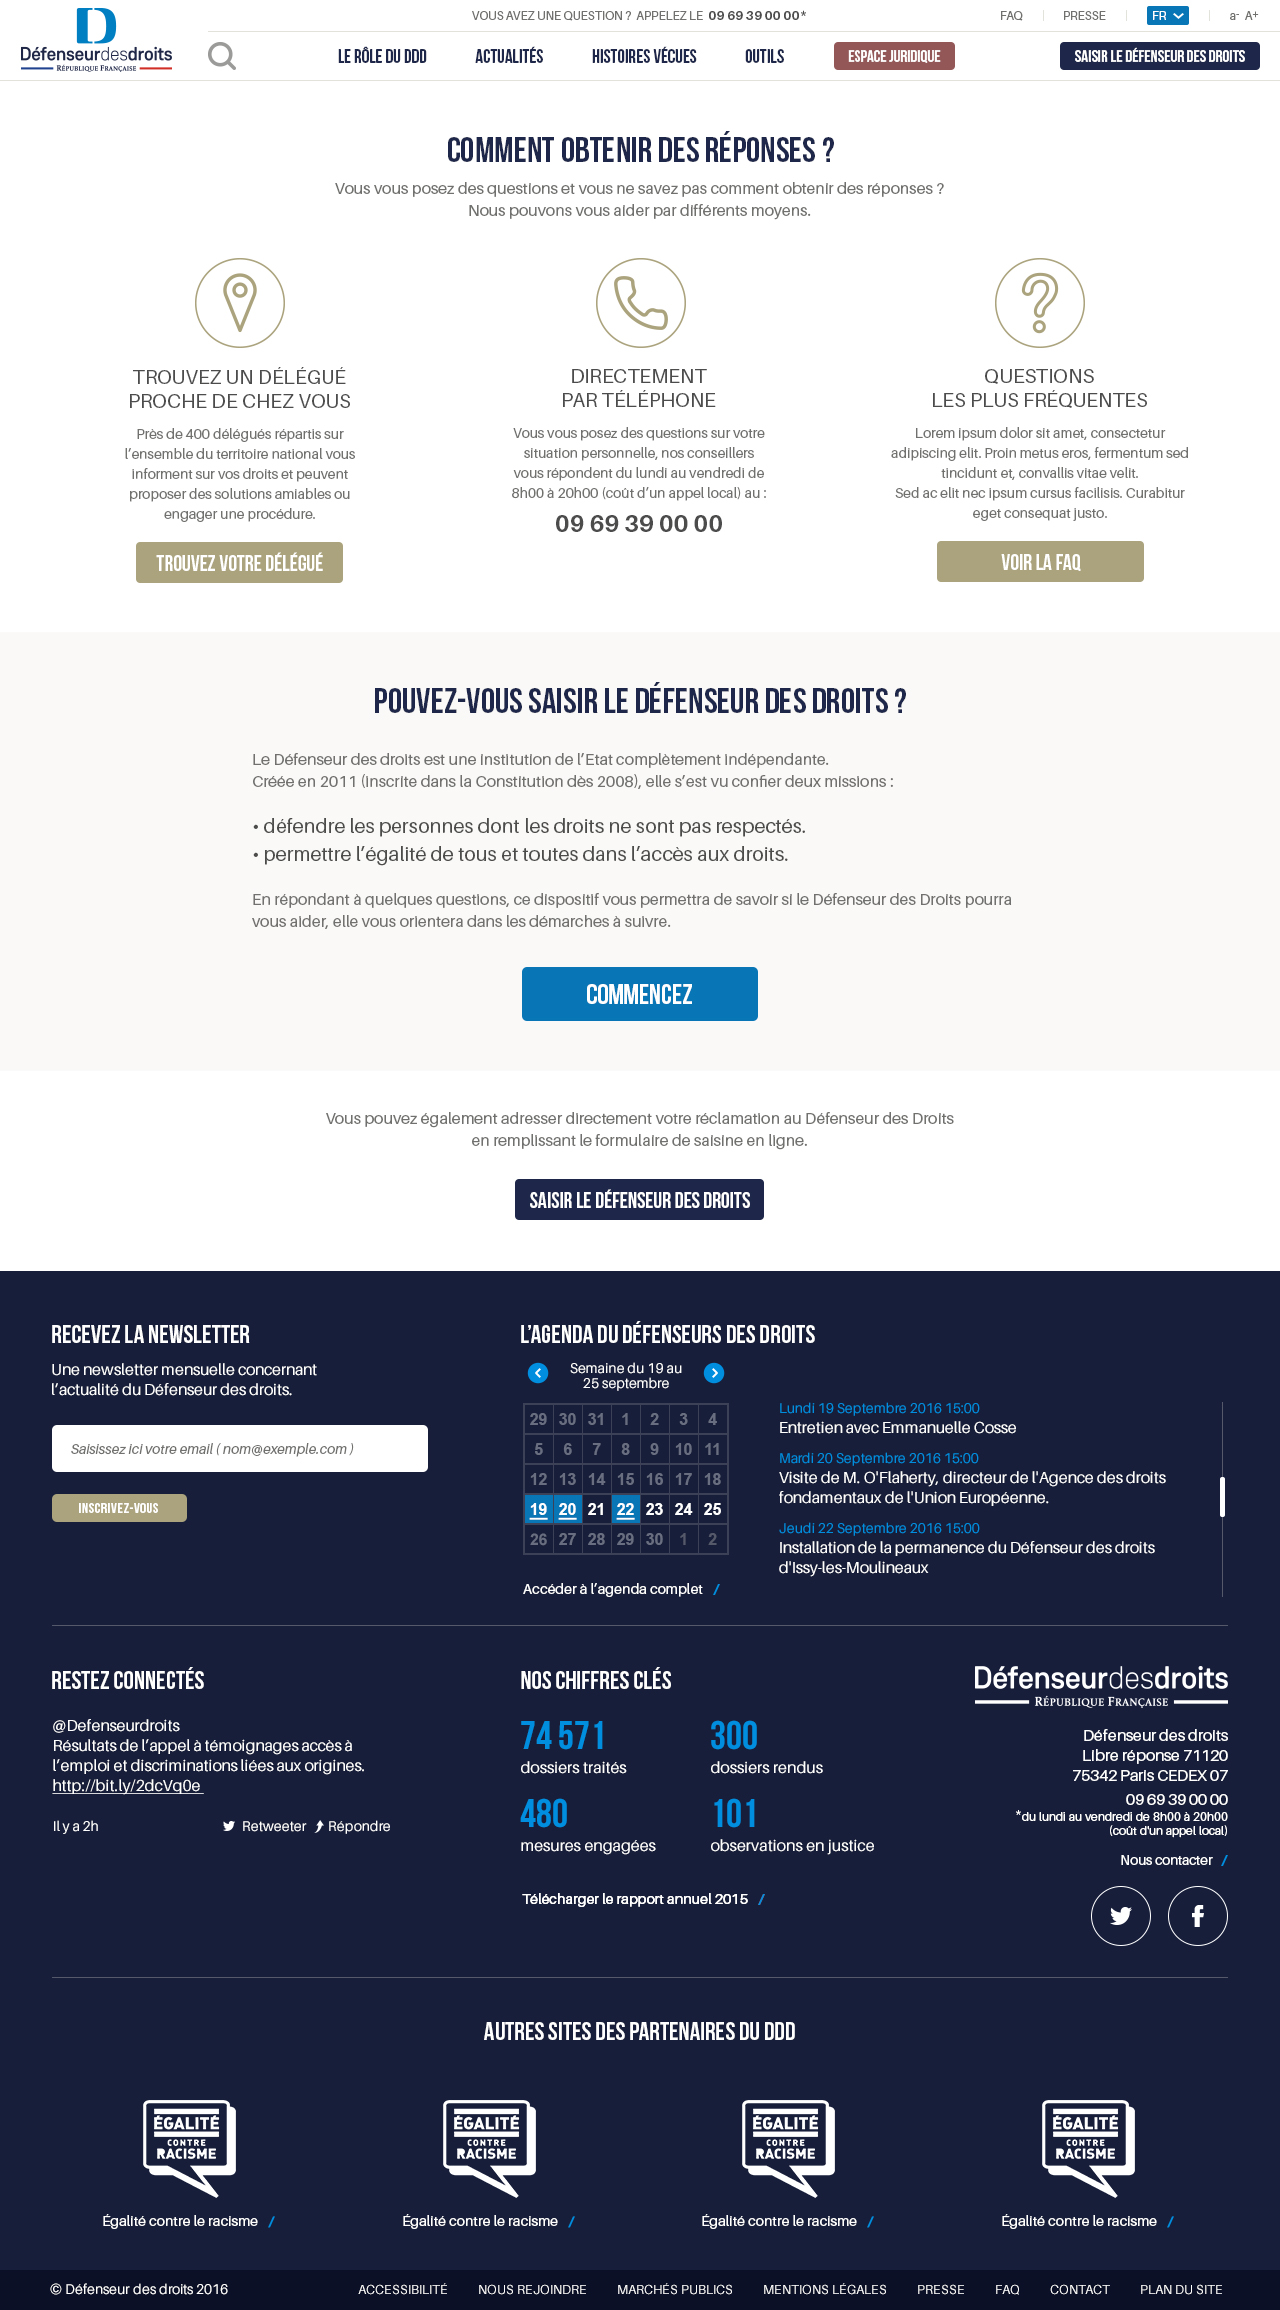 VOUS AVEZ UNE QUESTION ? APPELEZ LE 09 69 39 00 00*
FAQ
PRESSE
FR
a- A+
D
Défenseurdesdroits
RÉPUBLIQUE FRANÇAISE
LE RÔLE DU DDD
ACTUALITÉS
HISTOIRES VÉCUES
OUTILS
ESPACE JURIDIQUE
SAISIR LE DÉFENSEUR DES DROITS
COMMENT OBTENIR DES RÉPONSES ?
Vous vous posez des questions et vous ne savez pas comment obtenir des réponses ?
Nous pouvons vous aider par différents moyens.
TROUVEZ UN DÉLÉGUÉ
PROCHE DE CHEZ VOUS
Près de 400 délégués répartis sur
l’ensemble du territoire national vous
informent sur vos droits et peuvent
proposer des solutions amiables ou
engager une procédure.
TROUVEZ VOTRE DÉLÉGUÉ
DIRECTEMENT
PAR TÉLÉPHONE
Vous vous posez des questions sur votre
situation personnelle, nos conseillers
vous répondent du lundi au vendredi de
8h00 à 20h00 (coût d’un appel local) au :
09 69 39 00 00
QUESTIONS
LES PLUS FRÉQUENTES
Lorem ipsum dolor sit amet, consectetur
adipiscing elit. Proin metus eros, fermentum sed
tincidunt et, convallis vitae velit.
Sed ac elit nec ipsum cursus facilisis. Curabitur
eget consequat justo.
VOIR LA FAQ
POUVEZ-VOUS SAISIR LE DÉFENSEUR DES DROITS ?
Le Défenseur des droits est une institution de l’Etat complètement indépendante.
Créée en 2011 (inscrite dans la Constitution dès 2008), elle s’est vu confier deux missions :
• défendre les personnes dont les droits ne sont pas respectés.
• permettre l’égalité de tous et toutes dans l’accès aux droits.
En répondant à quelques questions, ce dispositif vous permettra de savoir si le Défenseur des Droits pourra
vous aider, elle vous orientera dans les démarches à suivre.
COMMENCEZ
Vous pouvez également adresser directement votre réclamation au Défenseur des Droits
en remplissant le formulaire de saisine en ligne.
SAISIR LE DÉFENSEUR DES DROITS
RECEVEZ LA NEWSLETTER
Une newsletter mensuelle concernant
l’actualité du Défenseur des droits.
Saisissez ici votre email ( nom@exemple.com )
INSCRIVEZ-VOUS
L’AGENDA DU DÉFENSEURS DES DROITS
Semaine du 19 au
25 septembre
29 30 31 1 2 3 4
5 6 7 8 9 10 11
12 13 14 15 16 17 18
19 20 21 22 23 24 25
26 27 28 29 30 1 2
Accéder à l’agenda complet /
Lundi 19 Septembre 2016 15:00
Entretien avec Emmanuelle Cosse
Mardi 20 Septembre 2016 15:00
Visite de M. O'Flaherty, directeur de l'Agence des droits
fondamentaux de l'Union Européenne.
Jeudi 22 Septembre 2016 15:00
Installation de la permanence du Défenseur des droits
d'Issy-les-Moulineaux
RESTEZ CONNECTÉS
@Defenseurdroits
Résultats de l’appel à témoignages accès à
l’emploi et discriminations liées aux origines.
http://bit.ly/2dcVq0e
Il y a 2h
Retweeter
Répondre
NOS CHIFFRES CLÉS
74 571
dossiers traités
300
dossiers rendus
480
mesures engagées
101
observations en justice
Télécharger le rapport annuel 2015 /
Défenseurdesdroits
RÉPUBLIQUE FRANÇAISE
Défenseur des droits
Libre réponse 71120
75342 Paris CEDEX 07
09 69 39 00 00
*du lundi au vendredi de 8h00 à 20h00
(coût d'un appel local)
Nous contacter /
AUTRES SITES DES PARTENAIRES DU DDD
ÉGALITÉ
CONTRE
RACISME
Égalité contre le racisme /
ÉGALITÉ
CONTRE
RACISME
Égalité contre le racisme /
ÉGALITÉ
CONTRE
RACISME
Égalité contre le racisme /
ÉGALITÉ
CONTRE
RACISME
Égalité contre le racisme /
© Défenseur des droits 2016
ACCESSIBILITÉ
NOUS REJOINDRE
MARCHÉS PUBLICS
MENTIONS LÉGALES
PRESSE
FAQ
CONTACT
PLAN DU SITE